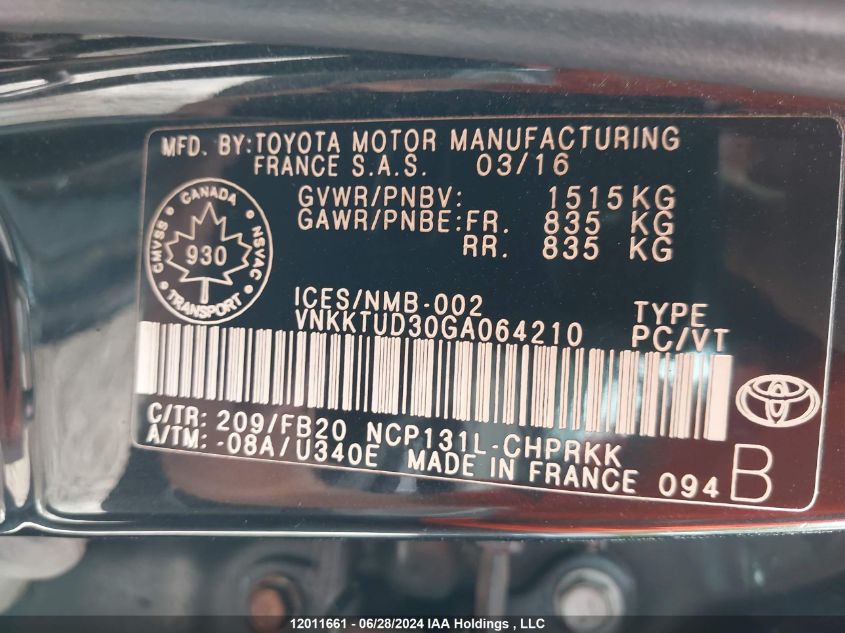 MFD. BY:TOYOTA MOTOR MANUFACTURING
FRANCE S.A.S. 03/16
GVWR/PNBV: 1515KG
GAWR/PNBE:FR. 835 KG
RR. 835 KG
CANADA
CMVSS
NSVAC
930
TRANSPORT
ICES/NMB-002
VNKKTUD30GA064210
TYPE
PC/VT
C/TR: 209/FB20 NCP131L-CHPRKK
A/TM: -08A/U340E MADE IN FRANCE 094 B
12011661 - 06/28/2024 IAA Holdings , LLC